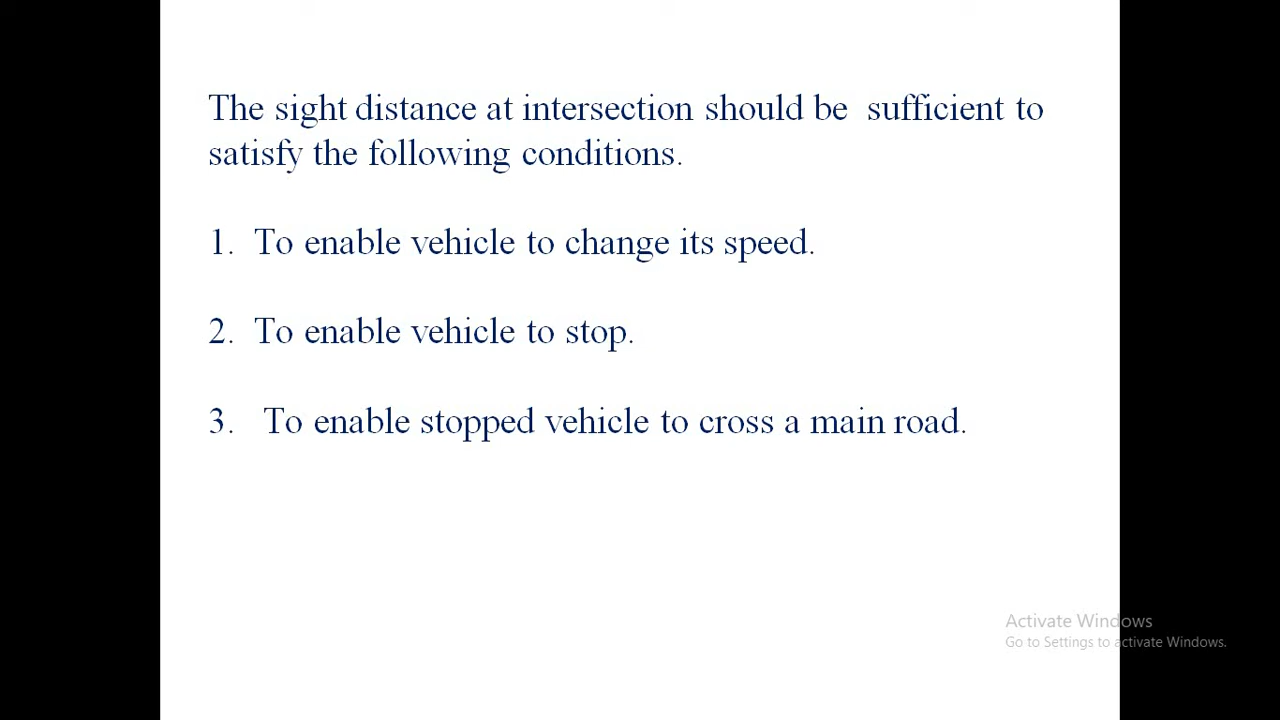 The sight distance at intersection should be  sufficient to
satisfy the following conditions.
1.  To enable vehicle to change its speed.
2.  To enable vehicle to stop.
3.   To enable stopped vehicle to cross a main road.
Activate Windows
Go to Settings to activate Windows.